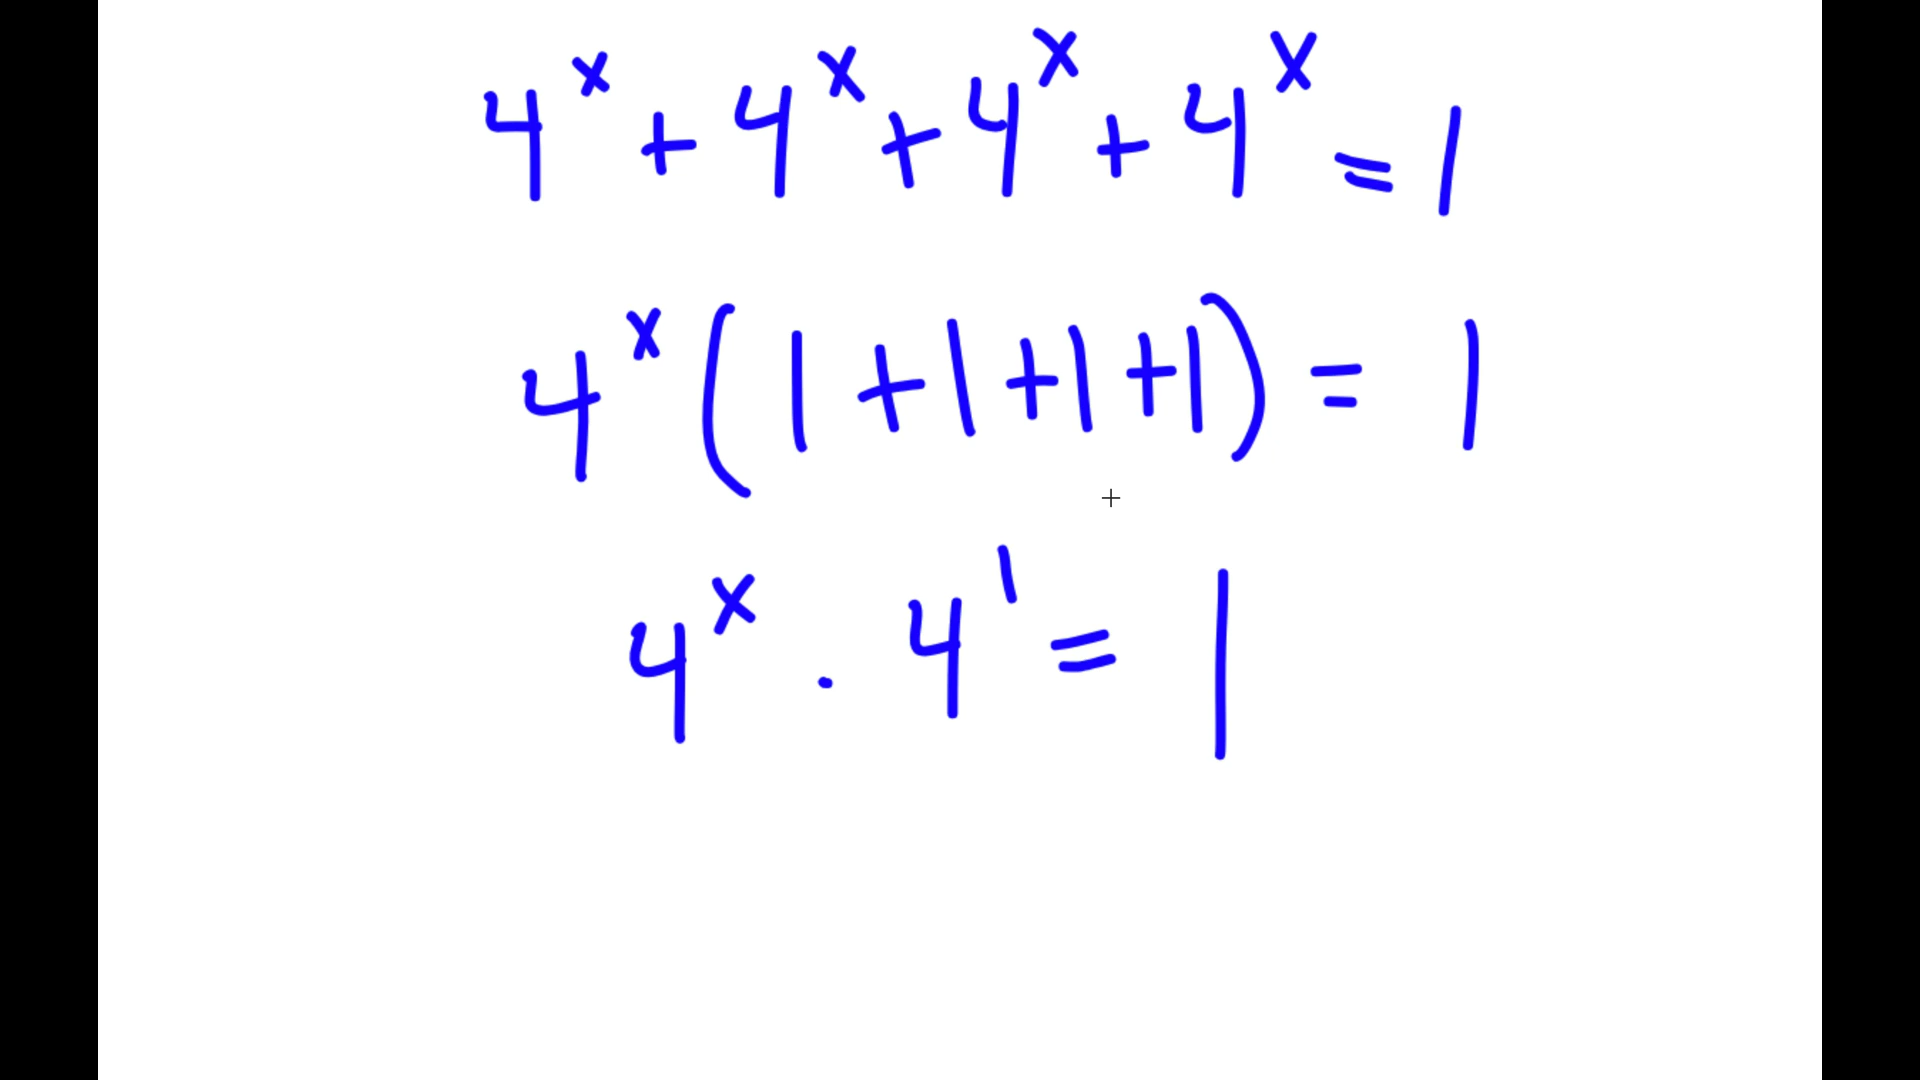 4^x + 4^x + 4^x + 4^x = 1
4^x (1 + 1 + 1 + 1) = 1
4^x . 4^1 = 1